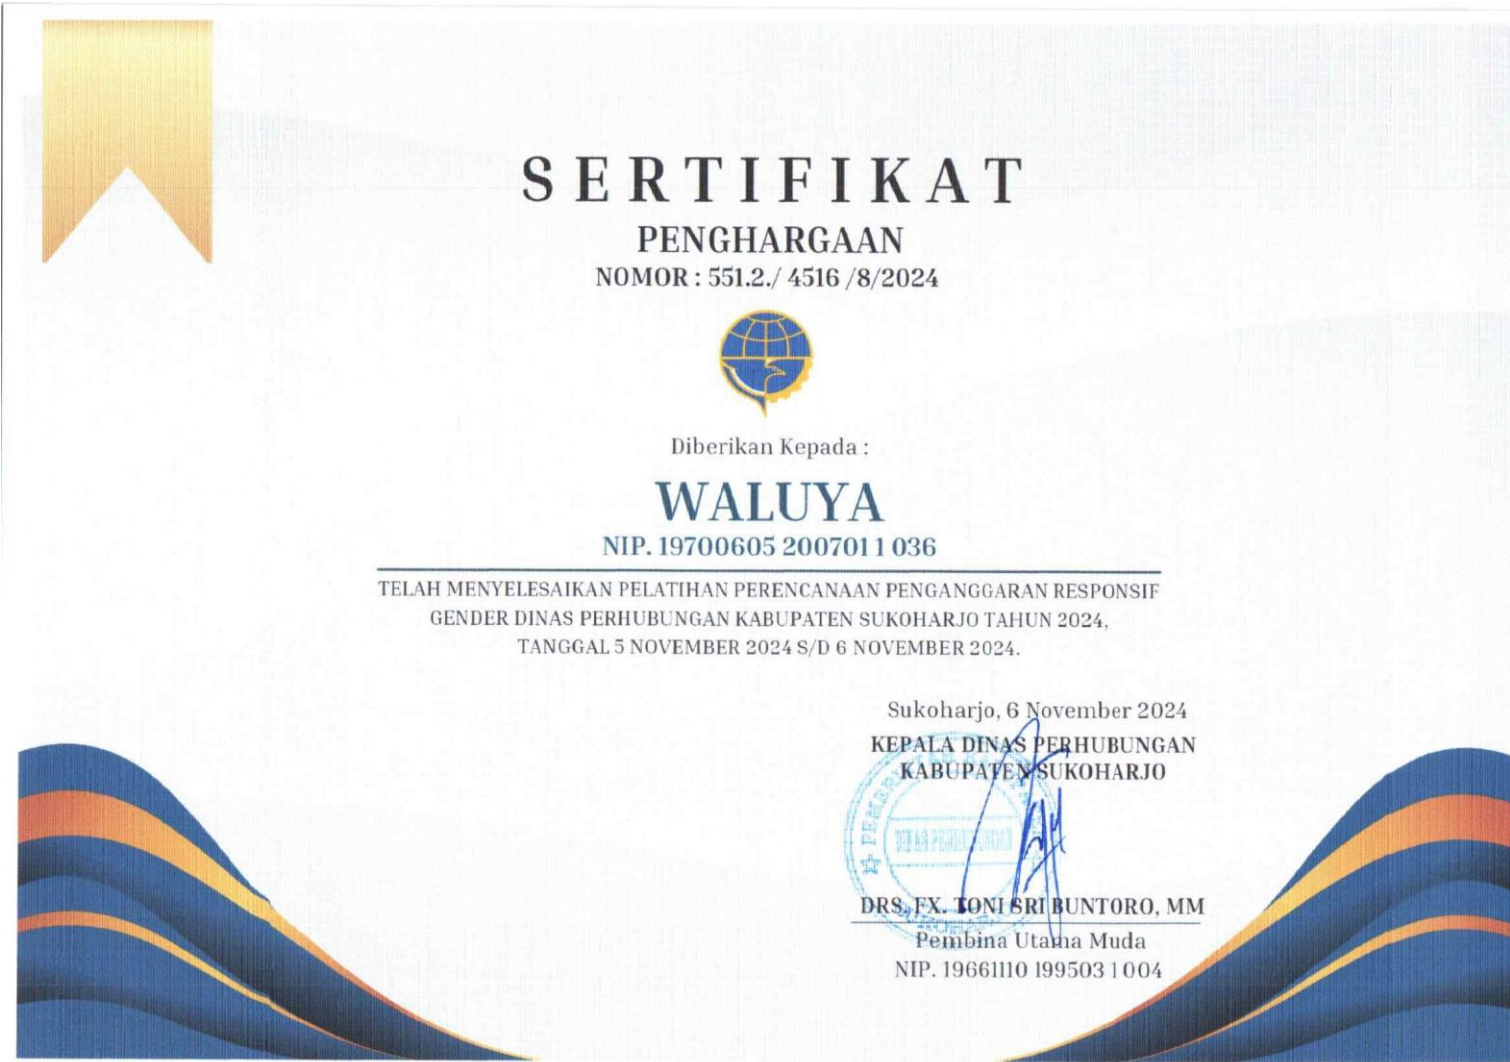 SERTIFIKAT
PENGHARGAAN
NOMOR : 551.2./ 4516 /8/2024
Diberikan Kepada :
WALUYA
NIP. 19700605 200701 1 036
TELAH MENYELESAIKAN PELATIHAN PERENCANAAN PENGANGGARAN RESPONSIF
GENDER DINAS PERHUBUNGAN KABUPATEN SUKOHARJO TAHUN 2024,
TANGGAL 5 NOVEMBER 2024 S/D 6 NOVEMBER 2024.
Sukoharjo, 6 November 2024
KEPALA DINAS PERHUBUNGAN
KABUPATEN SUKOHARJO
DRS. FX. TONI SRI BUNTORO, MM
Pembina Utama Muda
NIP. 19661110 199503 1 004